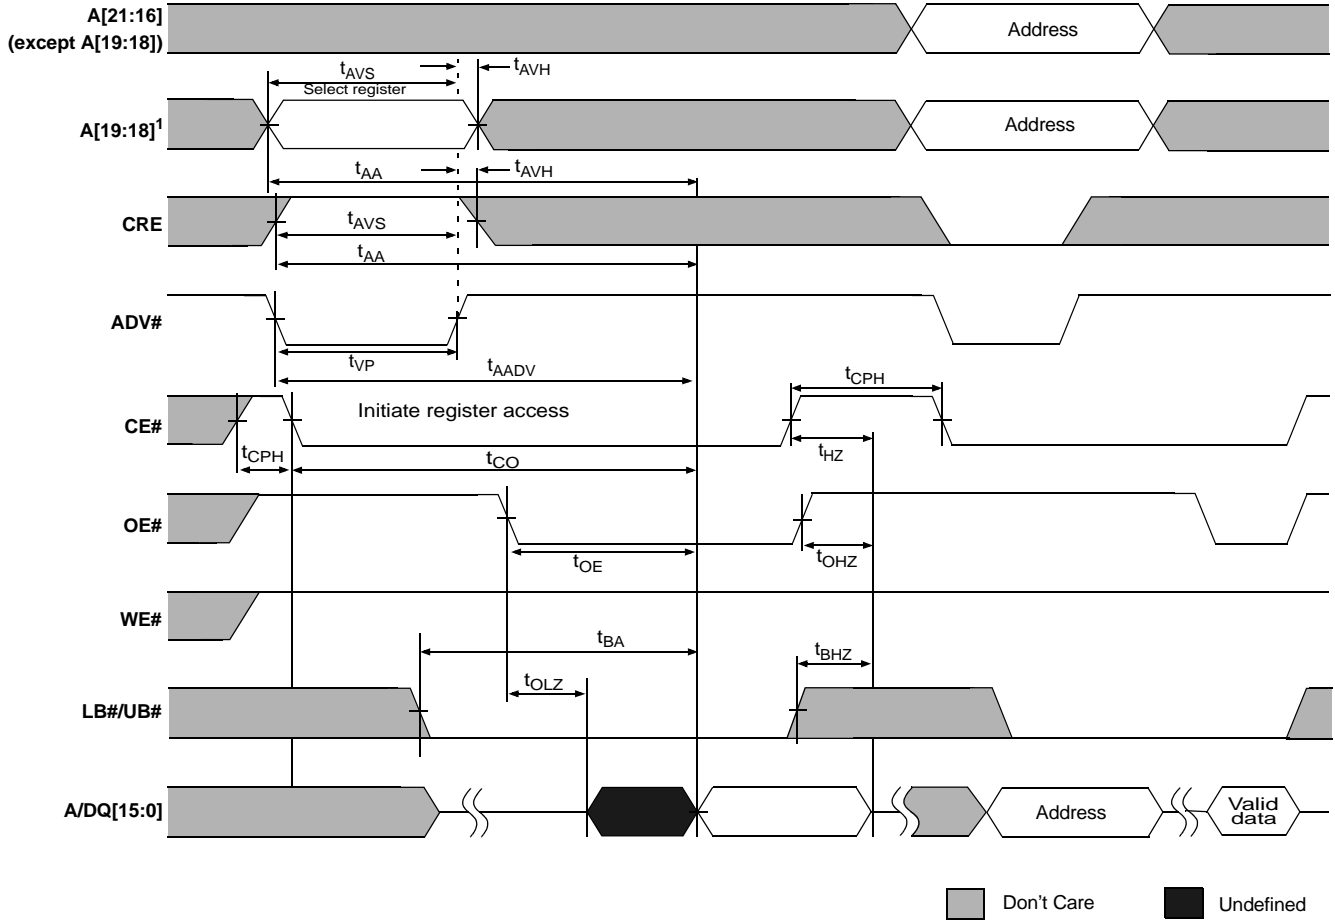 A[21:16]
(except A[19:18])
Address
tAVS
tAVH
Select register
A[19:18]1
Address
tAA
tAVH
CRE
tAVS
tAA
ADV#
tVP
tAADV
tCPH
CE#
Initiate register access
tCPH
tCO
tHZ
OE#
tOE
tOHZ
WE#
tBA
tBHZ
tOLZ
LB#/UB#
A/DQ[15:0]
Address
Valid
data
Don't Care
Undefined